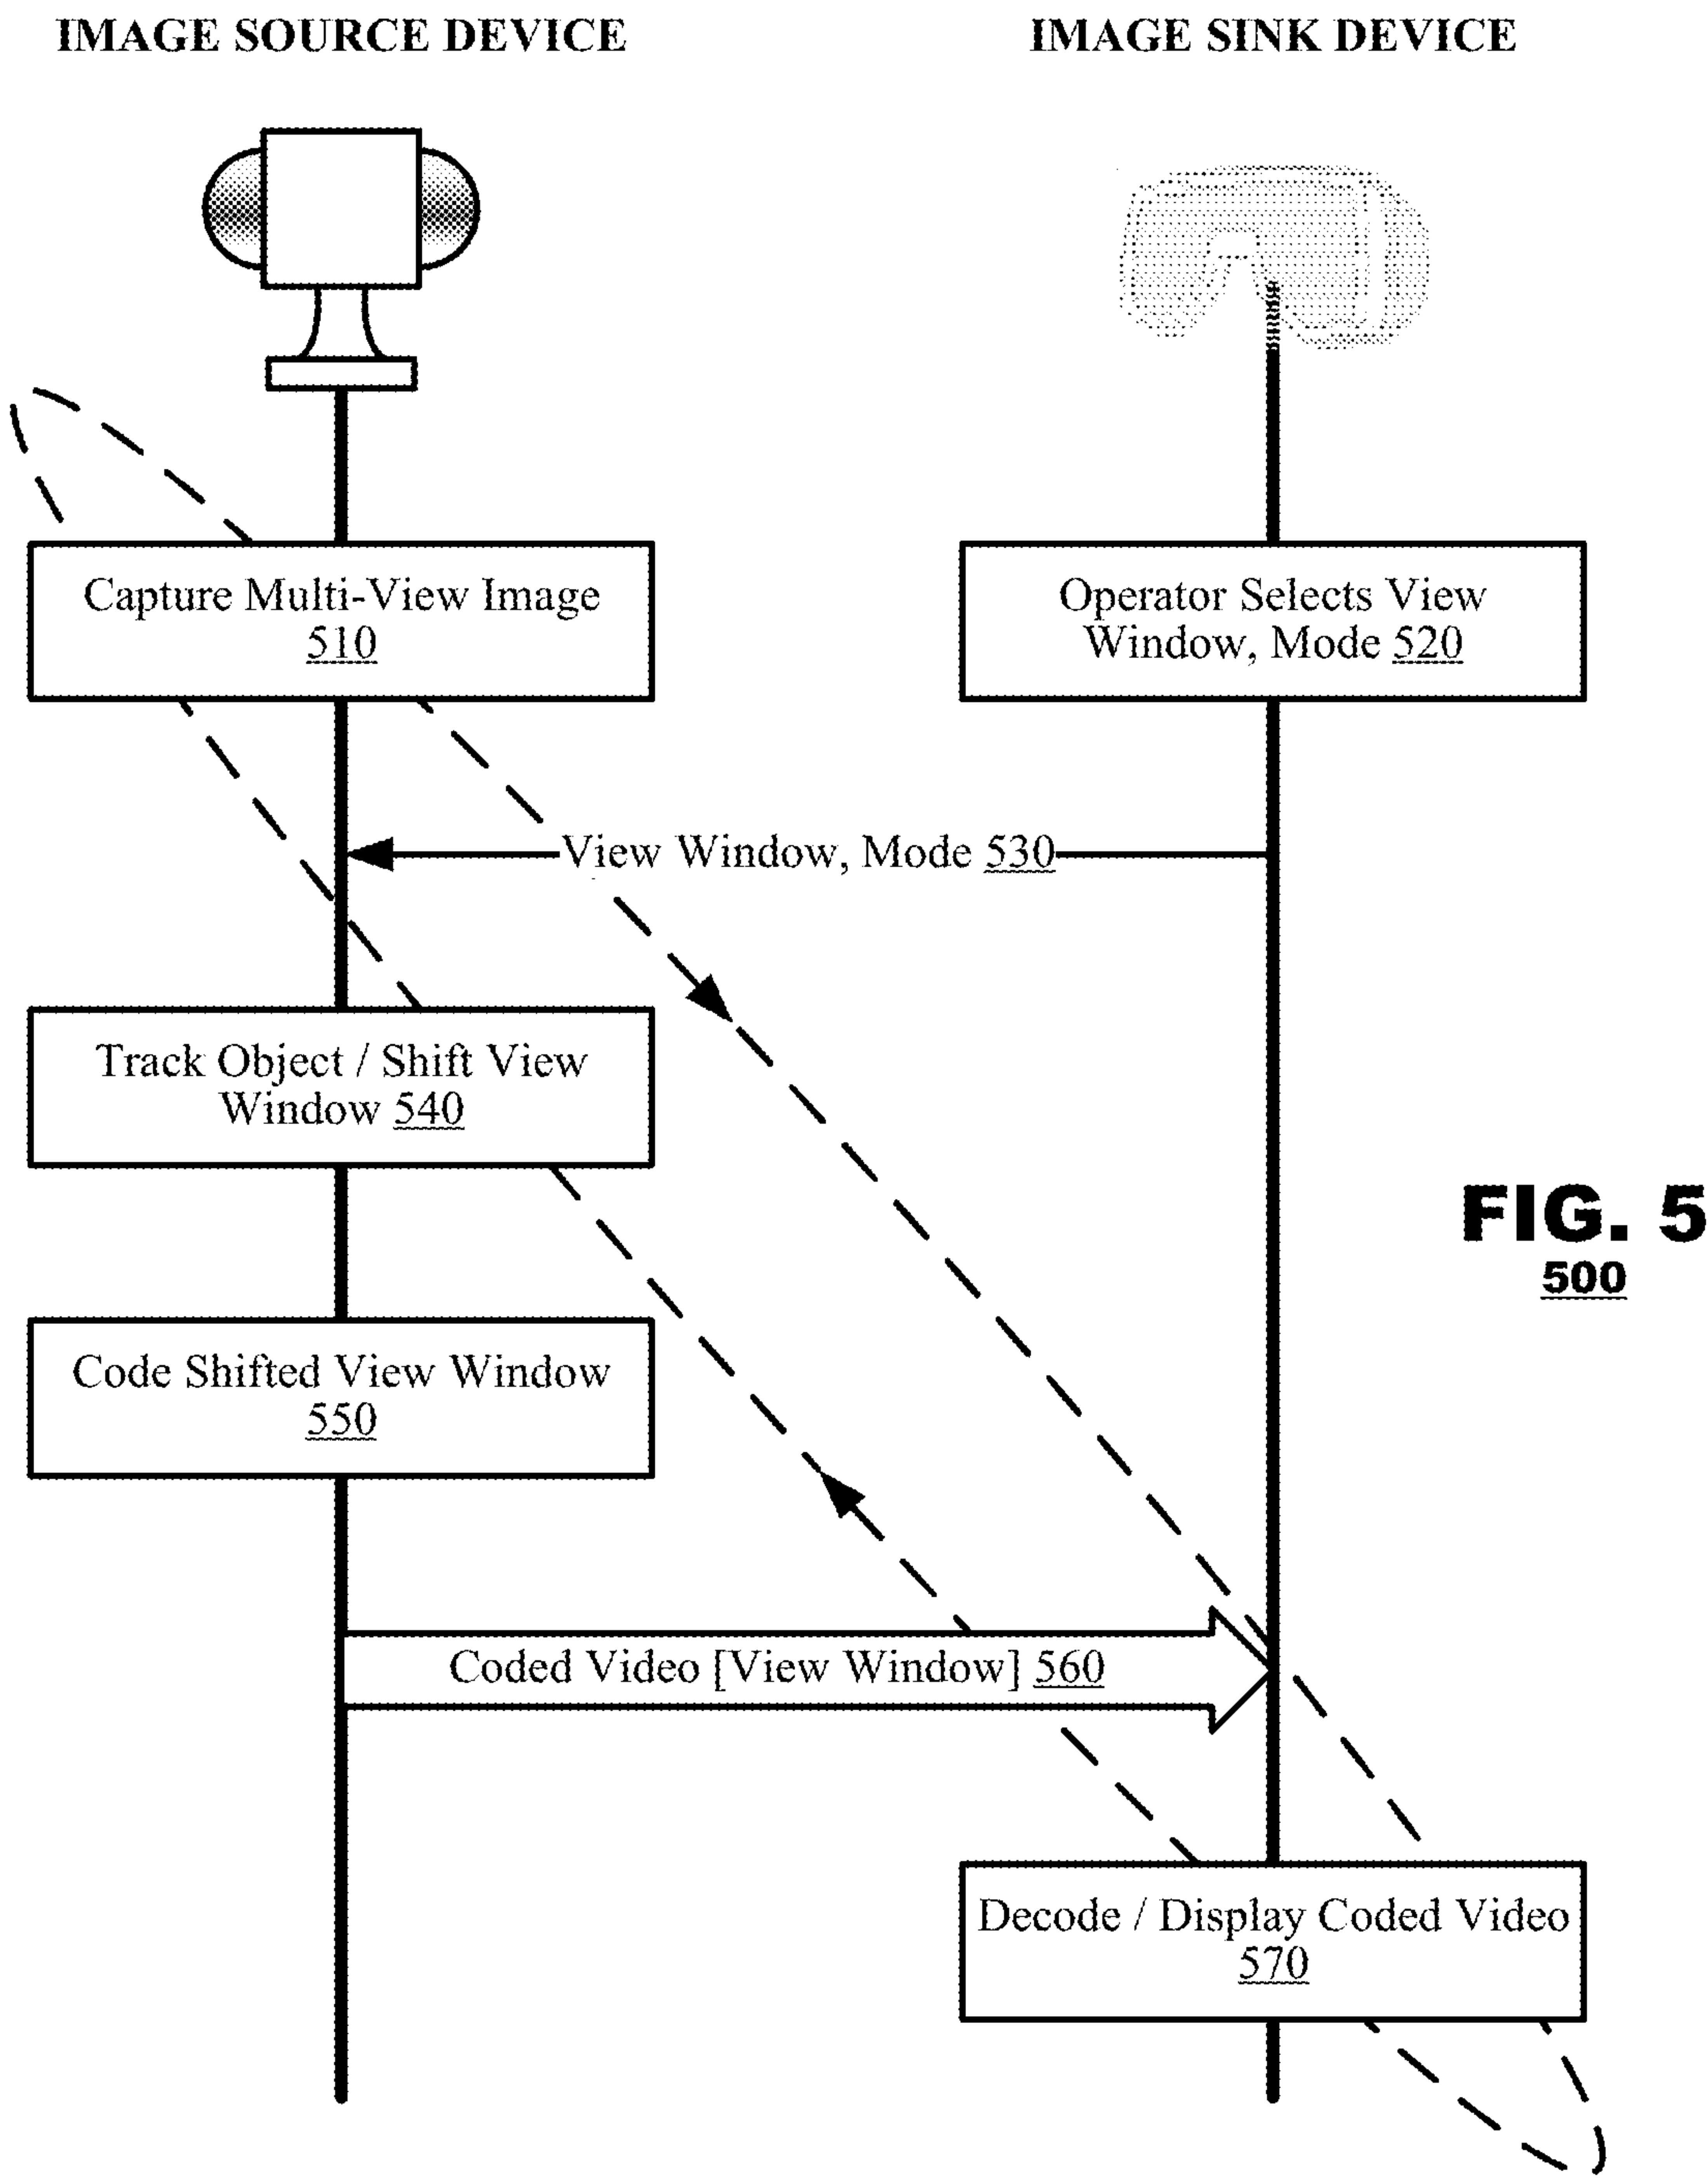 IMAGE SOURCE DEVICE
IMAGE SINK DEVICE
Capture Multi-View Image
510
Operator Selects View
Window, Mode 520
View Window, Mode 530
Track Object / Shift View
Window 540
FIG. 5
500
Code Shifted View Window
550
Coded Video [View Window] 560
Decode / Display Coded Video
570